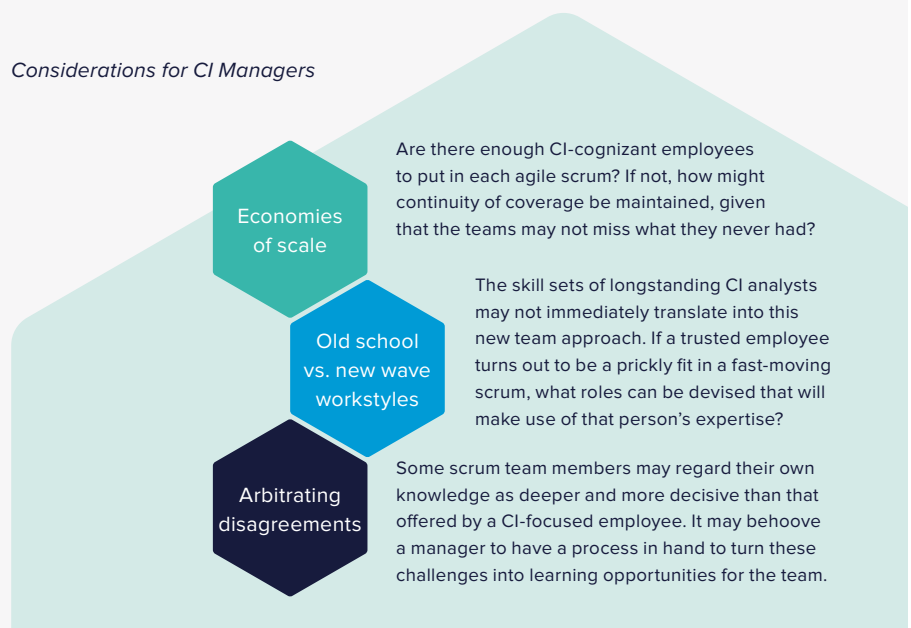 Considerations for CI Managers
Economies
of scale
Are there enough CI-cognizant employees
to put in each agile scrum? If not, how might
continuity of coverage be maintained, given
that the teams may not miss what they never had?
Old school
vs. new wave
workstyles
The skill sets of longstanding CI analysts
may not immediately translate into this
new team approach. If a trusted employee
turns out to be a prickly fit in a fast-moving
scrum, what roles can be devised that will
make use of that person’s expertise?
Arbitrating
disagreements
Some scrum team members may regard their own
knowledge as deeper and more decisive than that
offered by a CI-focused employee. It may behoove
a manager to have a process in hand to turn these
challenges into learning opportunities for the team.